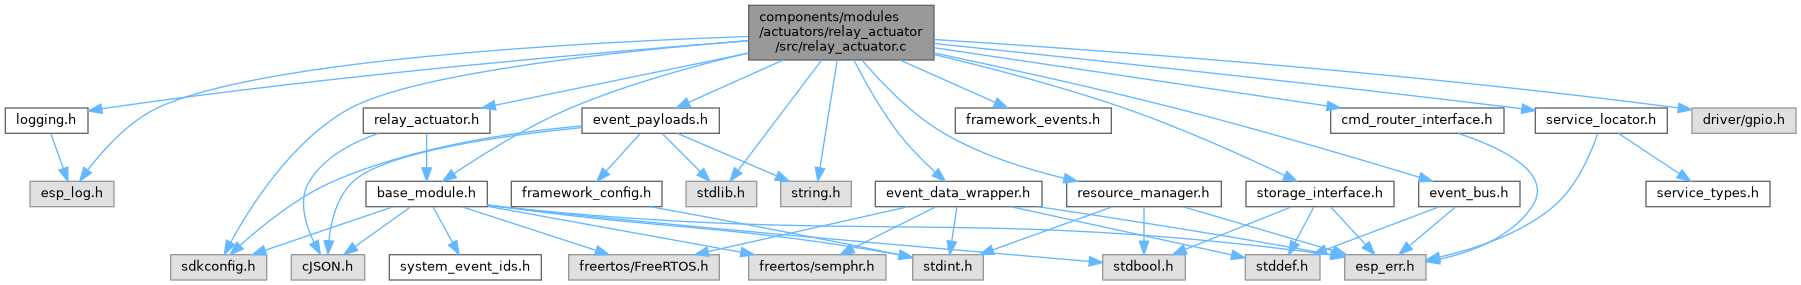 components/modules
/actuators/relay_actuator
/src/relay_actuator.c
logging.h
relay_actuator.h
event_payloads.h
framework_events.h
cmd_router_interface.h
service_locator.h
driver/gpio.h
esp_log.h
base_module.h
framework_config.h
stdlib.h
string.h
event_data_wrapper.h
resource_manager.h
storage_interface.h
event_bus.h
service_types.h
sdkconfig.h
cJSON.h
system_event_ids.h
freertos/FreeRTOS.h
freertos/semphr.h
stdint.h
stdbool.h
stddef.h
esp_err.h